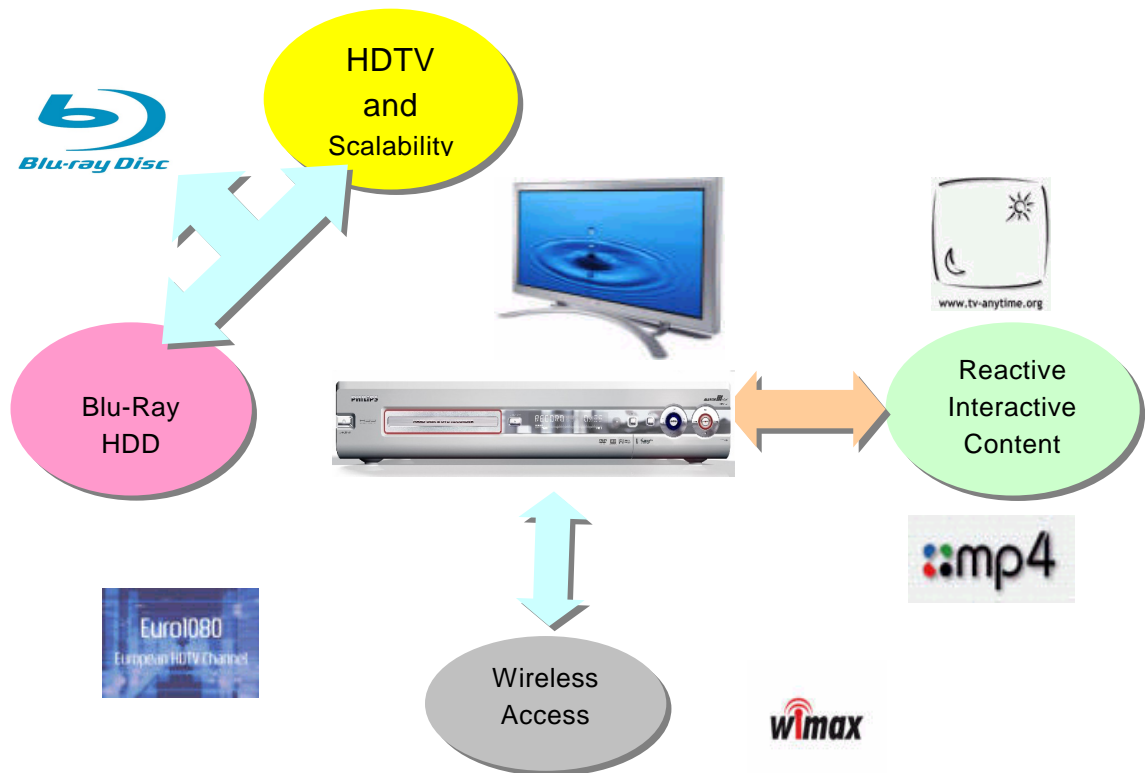 HDTV
and
Scalability
Blu-ray Disc
www.tv-anytime.org
Blu-Ray
HDD
PHILIPS
RECORD
Reactive
Interactive
Content
mp4
Euro1080
European HDTV Channel
Wireless
Access
wimax